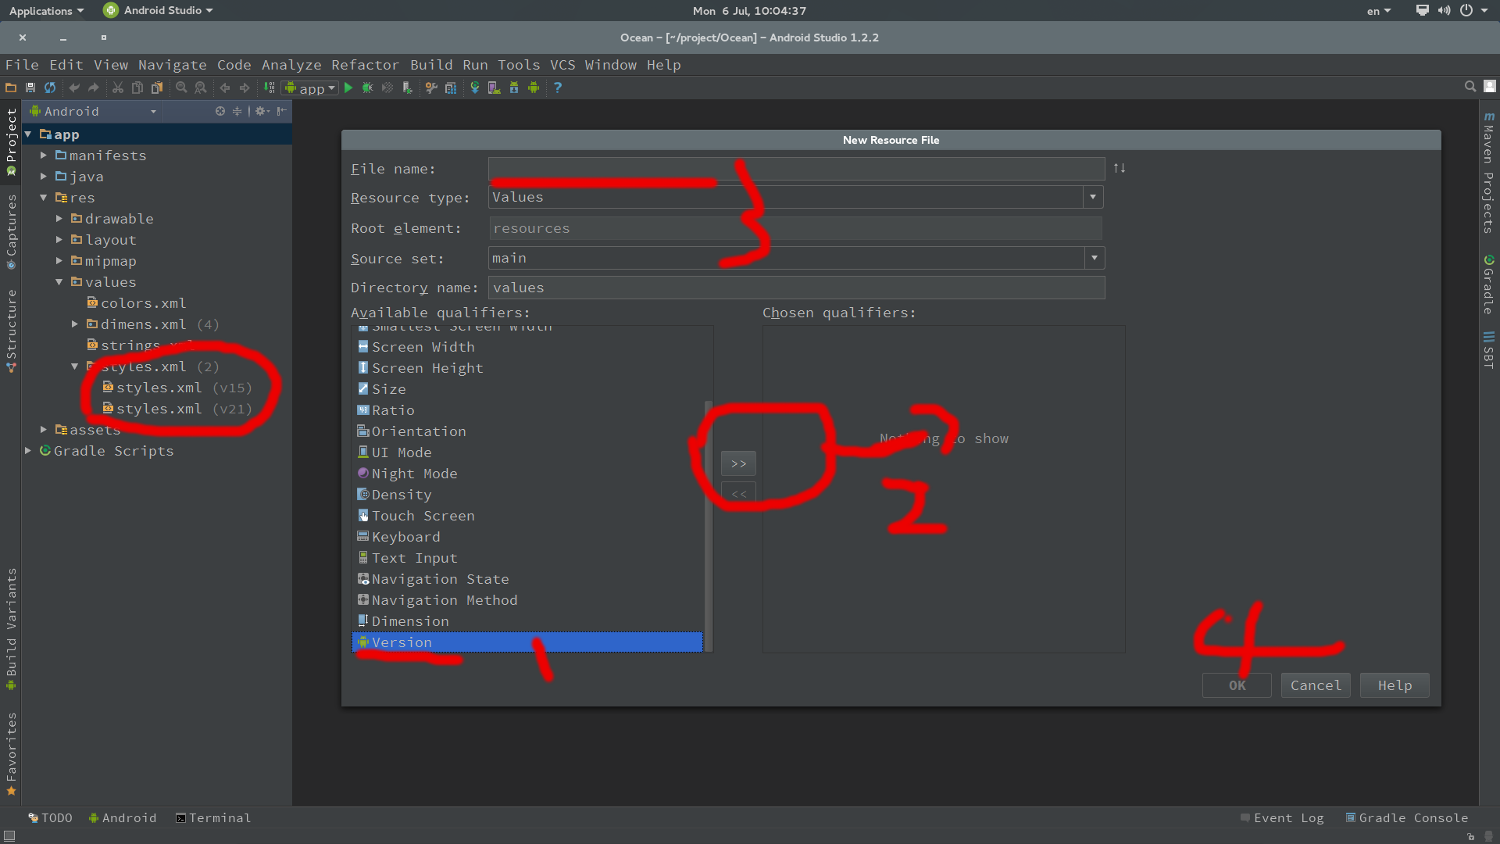 Applications Android Studio Mon 6 Jul, 10:04:37 en
Ocean - [~/project/Ocean] - Android Studio 1.2.2
File Edit View Navigate Code Analyze Refactor Build Run Tools VCS Window Help
app ?
Android
Project
Captures
Structure
Build Variants
Favorites
app
manifests
java
res
drawable
layout
mipmap
values
colors.xml
dimens.xml (4)
strings.xml
styles.xml (2)
styles.xml (v15)
styles.xml (v21)
assets
Gradle Scripts
New Resource File
File name:
Resource type: Values
Root element: resources
Source set: main
Directory name: values
Available qualifiers: Chosen qualifiers:
Smallest Screen Width
Screen Width
Screen Height
Size
Ratio
Orientation
UI Mode
Night Mode
Density
Touch Screen
Keyboard
Text Input
Navigation State
Navigation Method
Dimension
Version
>>
<<
Nothing to show
1
2
3
4
OK Cancel Help
m Maven Projects
Gradle
SBT
TODO Android Terminal Event Log Gradle Console